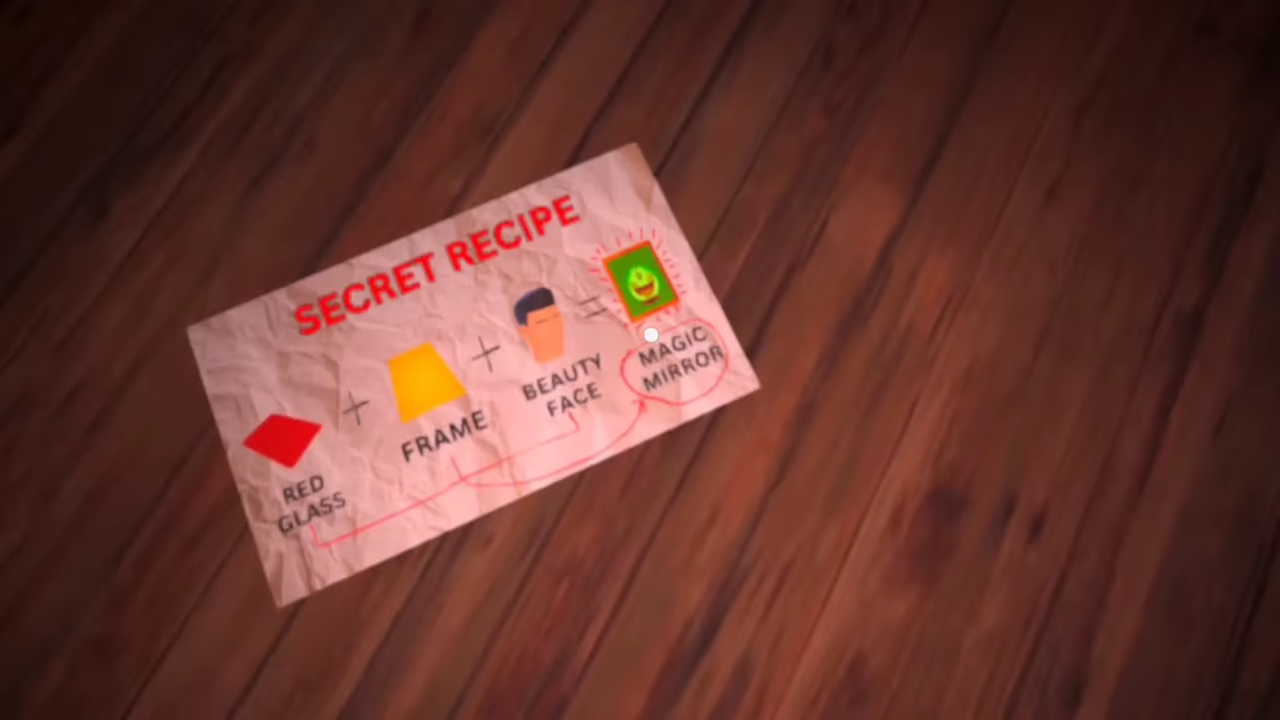 SECRET RECIPE
RED
GLASS
+
FRAME
+
BEAUTY
FACE
=
MAGIC
MIRROR